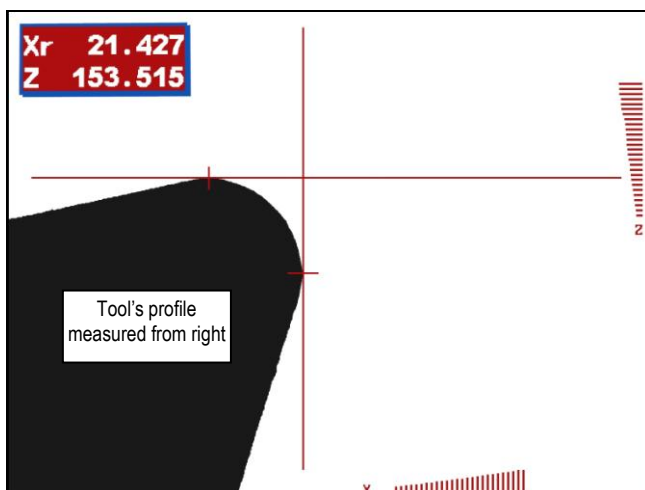 Xr 21.427
Z 153.515
Z
Tool’s profile
measured from right
X